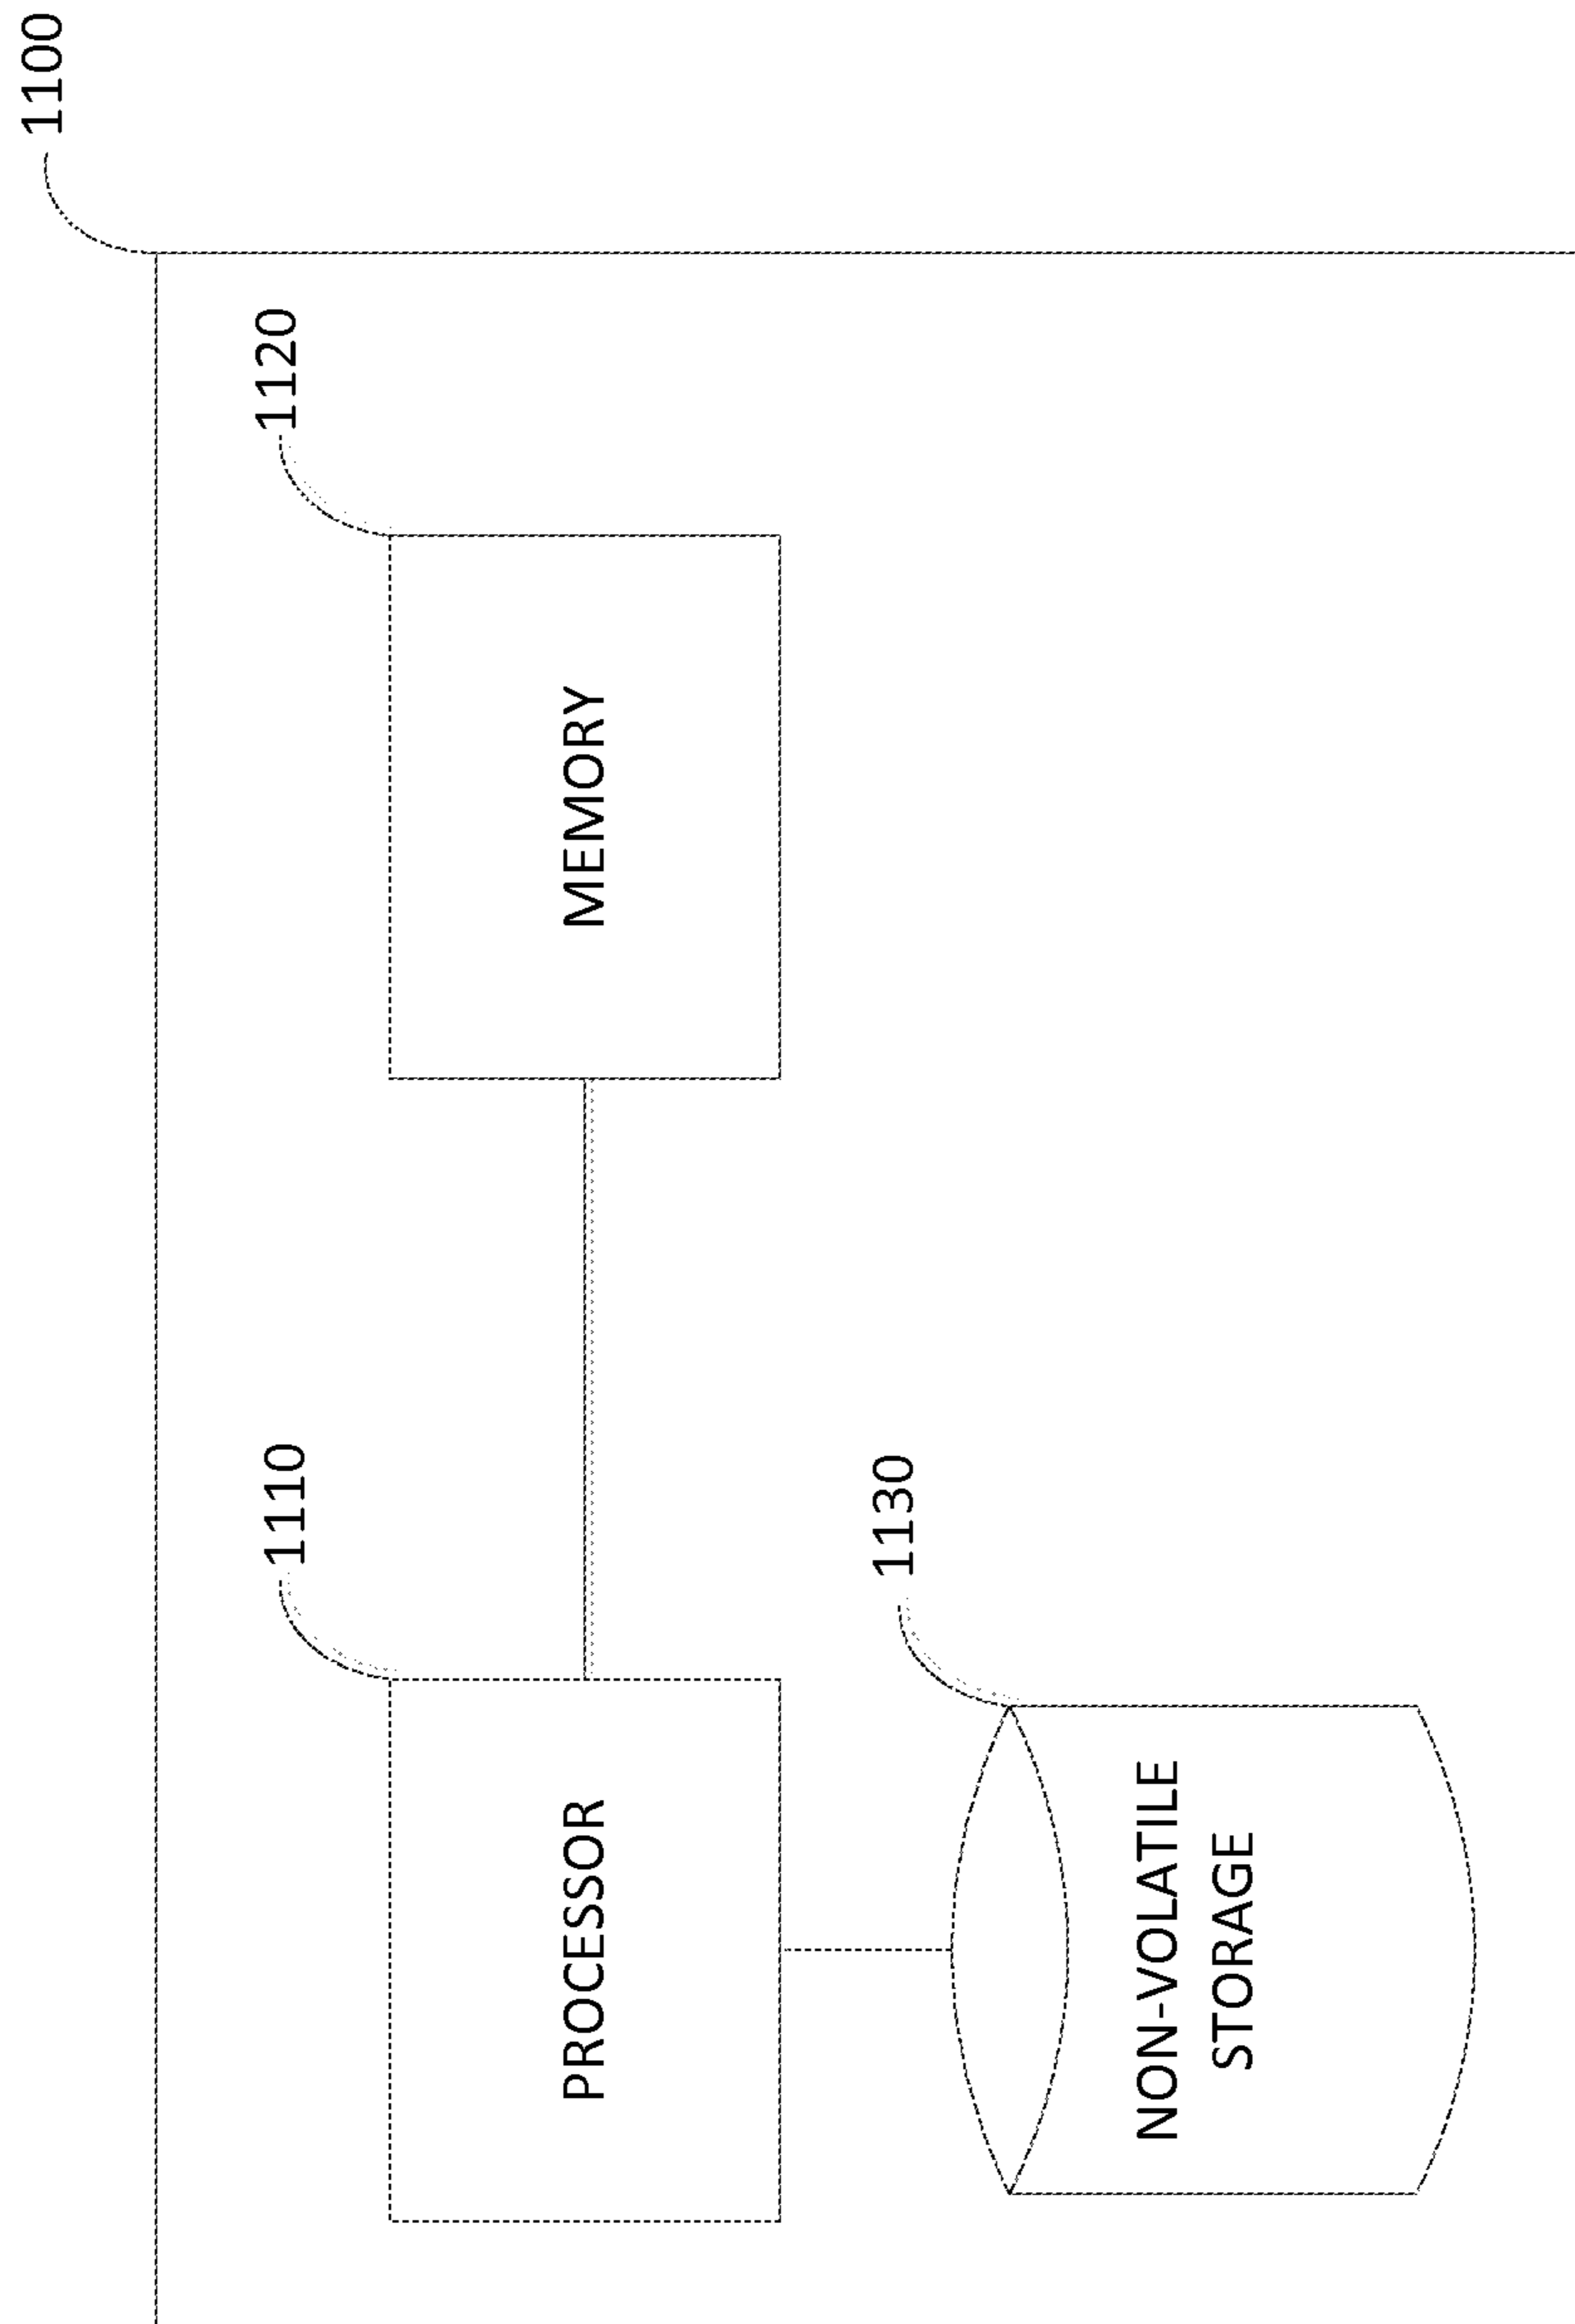 1100
1110
1120
PROCESSOR
MEMORY
1130
NON-VOLATILE
STORAGE